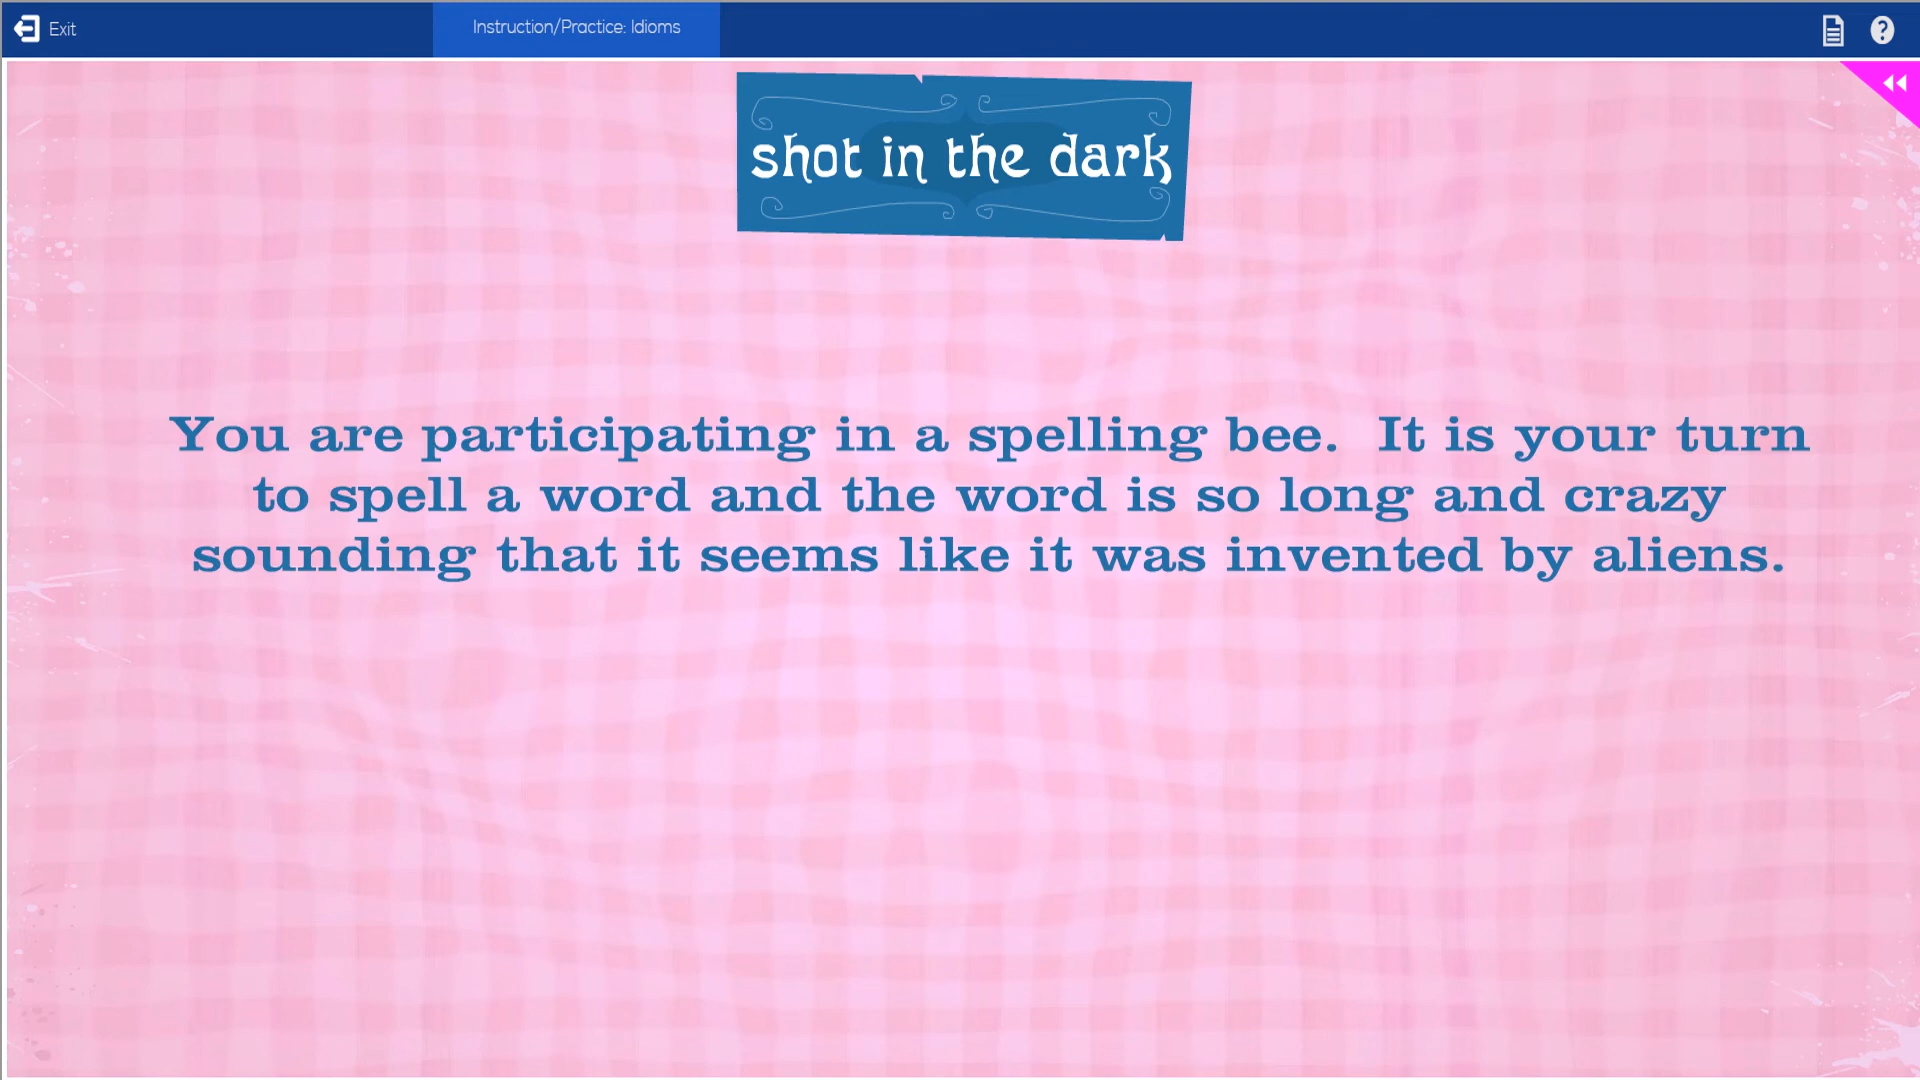 Exit
Instruction/Practice: Idioms
shot in the dark
You are participating in a spelling bee.  It is your turn
to spell a word and the word is so long and crazy
sounding that it seems like it was invented by aliens.